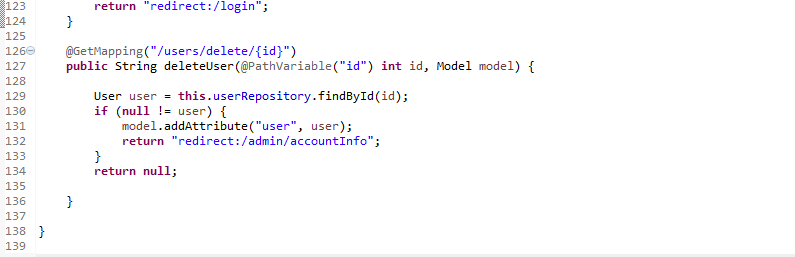 123 return "redirect:/login";
124 }
125
126 @GetMapping("/users/delete/{id}")
127 public String deleteUser(@PathVariable("id") int id, Model model) {
128
129 User user = this.userRepository.findById(id);
130 if (null != user) {
131 model.addAttribute("user", user);
132 return "redirect:/admin/accountInfo";
133 }
134 return null;
135
136 }
137
138 }
139